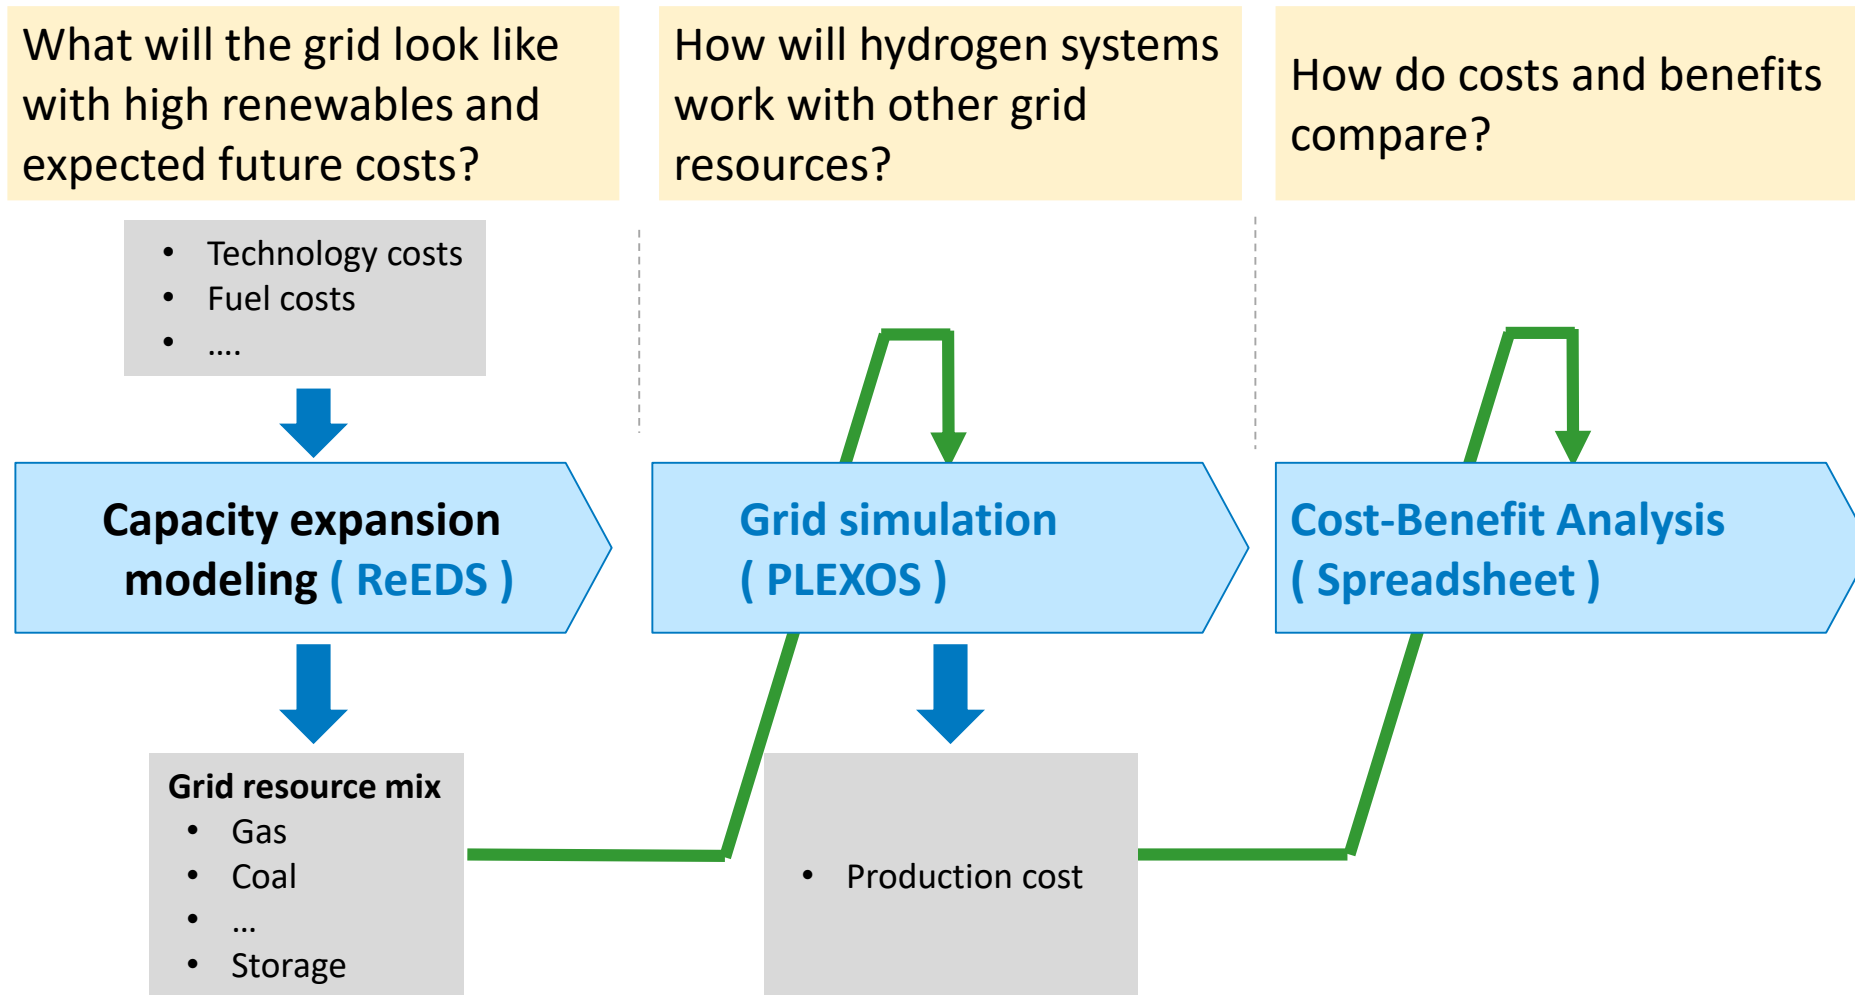 What will the grid look like
with high renewables and
expected future costs?
How will hydrogen systems
work with other grid
resources?
How do costs and benefits
compare?
• Technology costs
• Fuel costs
• ....
Capacity expansion
modeling ( ReEDS )
Grid simulation
( PLEXOS )
Cost-Benefit Analysis
( Spreadsheet )
Grid resource mix
• Gas
• Coal
• ...
• Storage
• Production cost